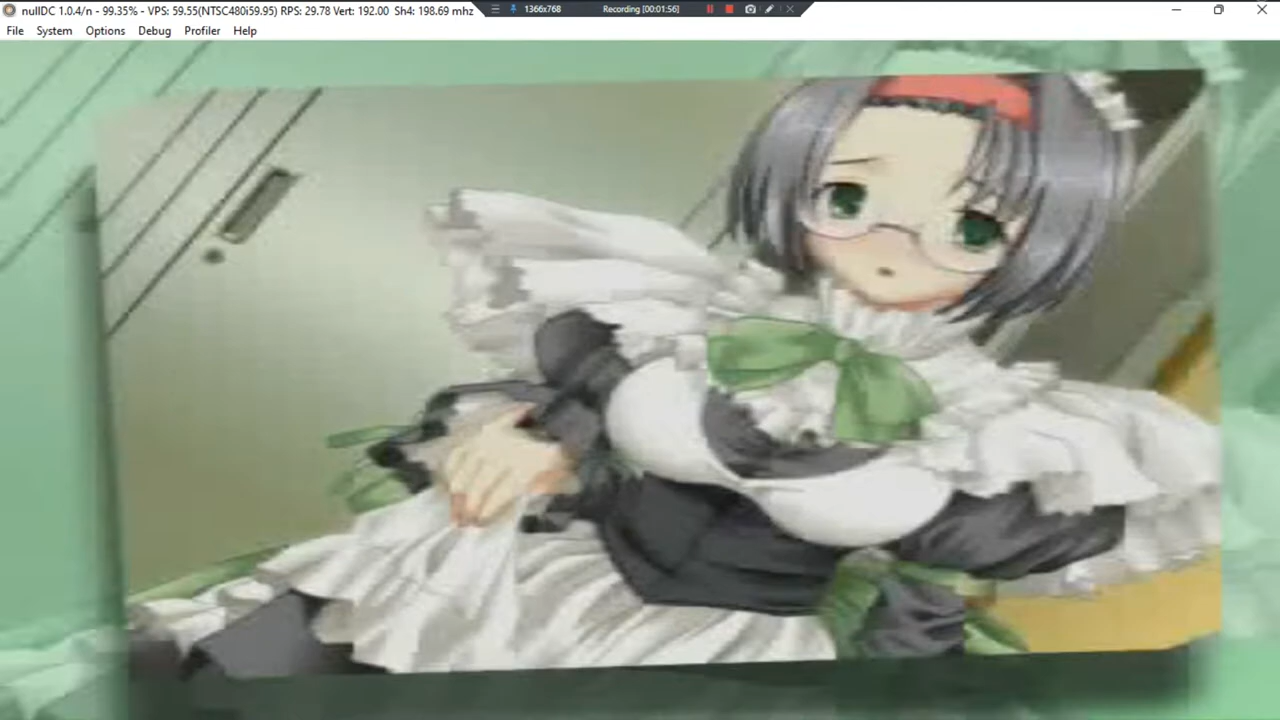 nullDC 1.0.4/n - 99.35% - VPS: 59.55(NTSC480i59.95) RPS: 29.78 Vert: 192.00 Sh4: 198.69 mhz
1366x768 Recording [00:01:56]
File System Options Debug Profiler Help